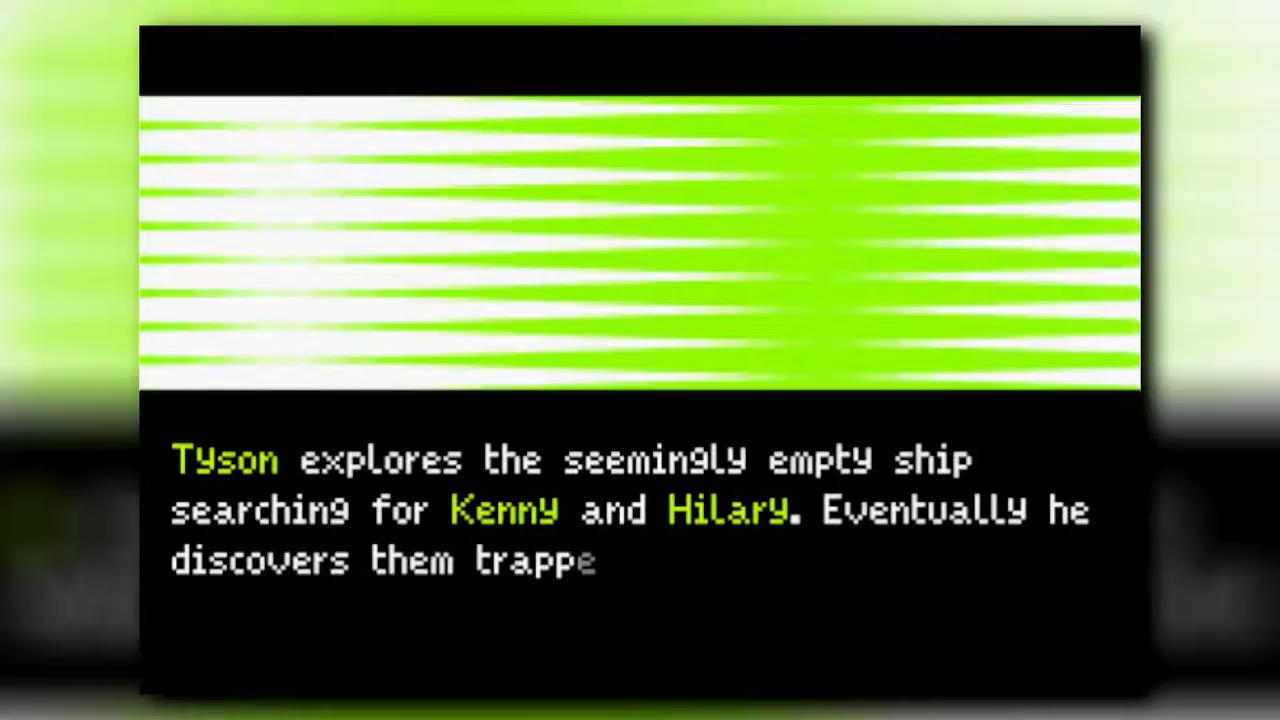 Tyson explores the seemingly empty ship
searching for Kenny and Hilary. Eventually he
discovers them trappe